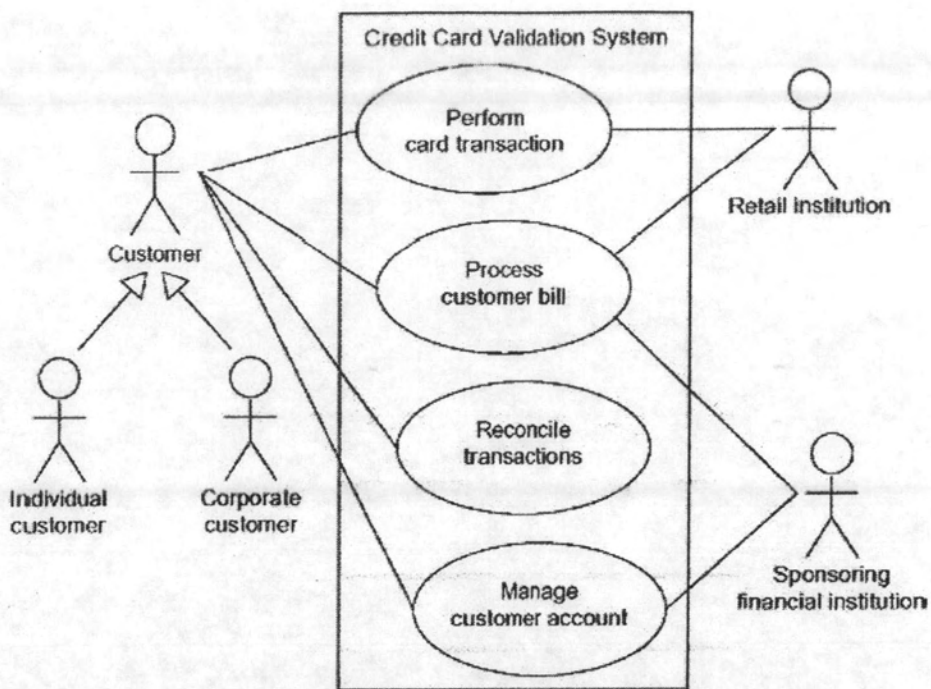 Credit Card Validation System
Perform
card transaction
Retail institution
Customer
Process
customer bill
Reconcile
transactions
Individual
customer
Corporate
customer
Manage
customer account
Sponsoring
financial institution